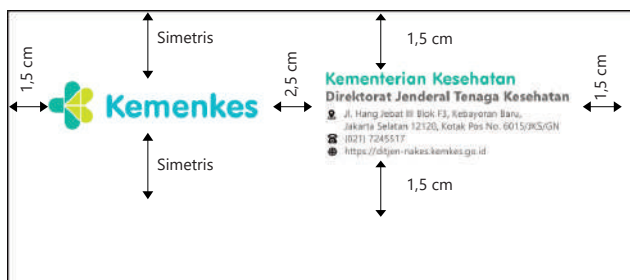 Simetris
1,5 cm
1,5 cm
Kemenkes
2,5 cm
Kementerian Kesehatan
Direktorat Jenderal Tenaga Kesehatan
Jl. Hang Jebat III Blok F3, Kebayoran Baru,
Jakarta Selatan 12120, Kotak Pos No. 6015/JKS/GN
(021) 7245517
https://ditjen-nakes.kemkes.go.id
1,5 cm
Simetris
1,5 cm